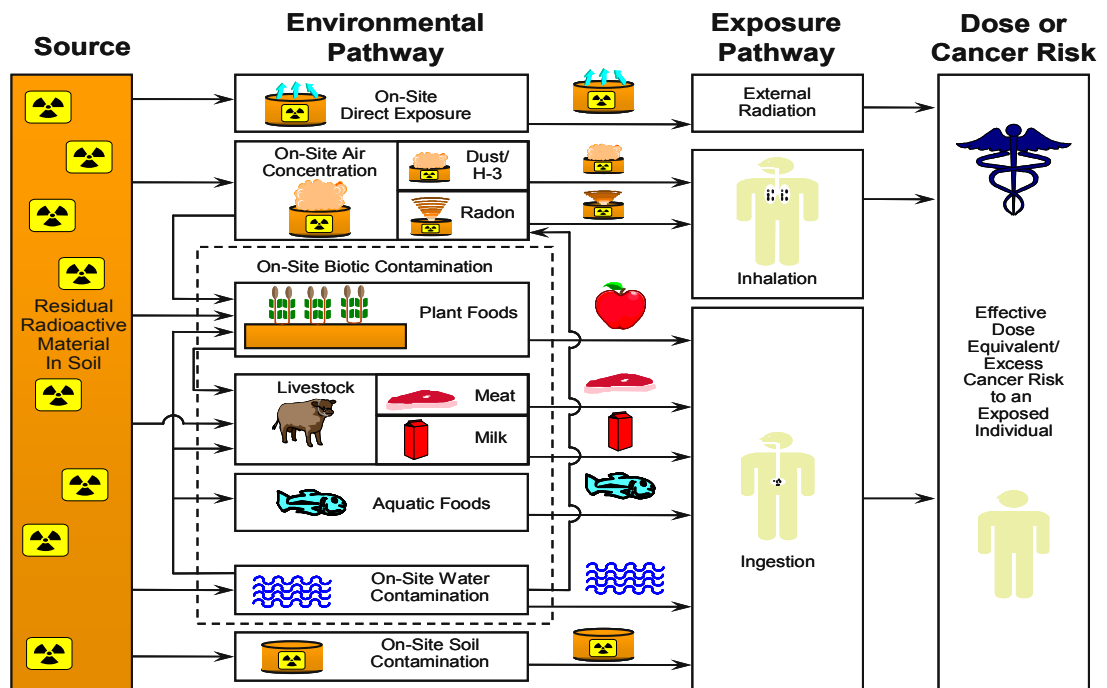 Source
Environmental
Pathway
Exposure
Pathway
Dose or
Cancer Risk
Residual
Radioactive
Material
In Soil
On-Site
Direct Exposure
On-Site Air
Concentration
Dust/
H-3
Radon
On-Site Biotic Contamination
Plant Foods
Livestock
Meat
Milk
Aquatic Foods
On-Site Water
Contamination
On-Site Soil
Contamination
External
Radiation
Inhalation
Ingestion
Effective
Dose
Equivalent/
Excess
Cancer Risk
to an
Exposed
Individual